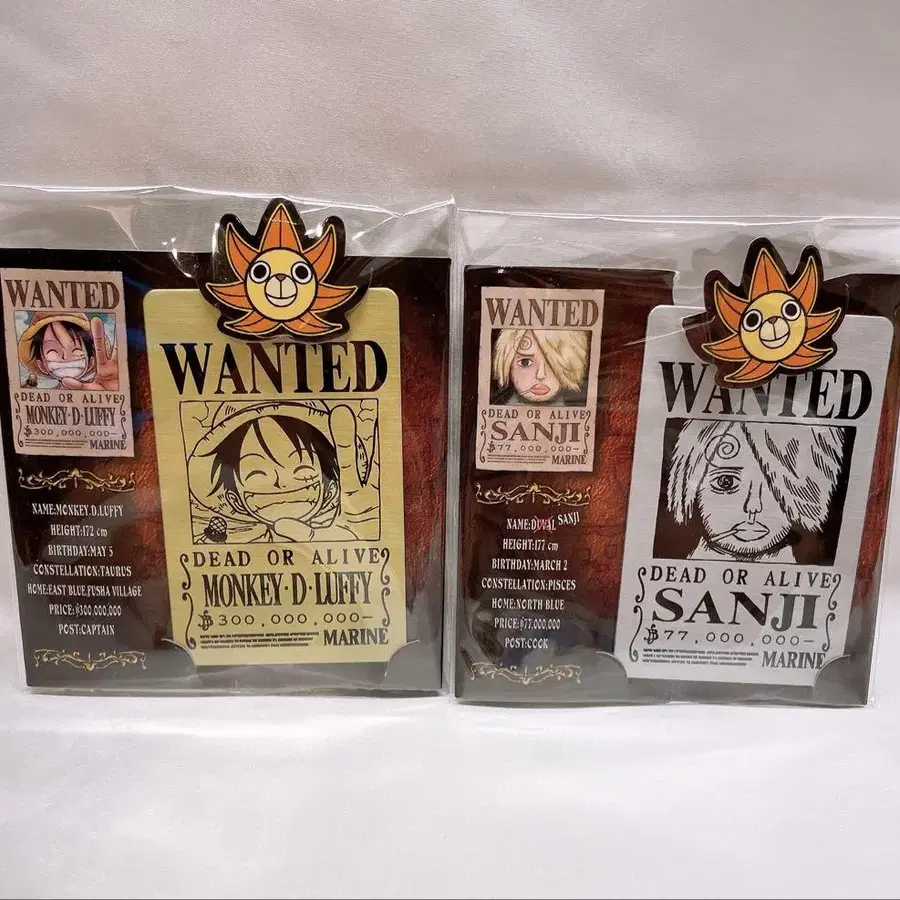 WANTED
DEAD OR ALIVE
MONKEY·D·LUFFY
฿300,000,000-
MARINE
NAME:MONKEY.D.LUFFY
HEIGHT:172 cm
BIRTHDAY:MAY 5
CONSTELLATION:TAURUS
HOME:EAST BLUE,FUSHA VILLAGE
PRICE:฿300,000,000
POST:CAPTAIN
WANTED
DEAD OR ALIVE
MONKEY·D·LUFFY
฿300,000,000-
MARINE
WANTED
DEAD OR ALIVE
SANJI
฿77,000,000-
MARINE
NAME:DUVAL SANJI
HEIGHT:177 cm
BIRTHDAY:MARCH 2
CONSTELLATION:PISCES
HOME:NORTH BLUE
PRICE:฿77,000,000
POST:COOK
WANTED
DEAD OR ALIVE
SANJI
฿77,000,000-
MARINE